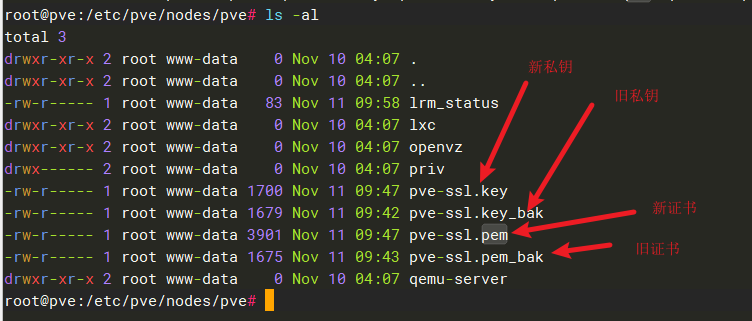 root@pve:/etc/pve/nodes/pve# ls -al
total 3
drwxr-xr-x 2 root www-data    0 Nov 10 04:07 .
drwxr-xr-x 2 root www-data    0 Nov 10 04:07 ..
新私钥
-rw-r----- 1 root www-data   83 Nov 11 09:58 lrm_status
旧私钥
drwxr-xr-x 2 root www-data    0 Nov 10 04:07 lxc
drwxr-xr-x 2 root www-data    0 Nov 10 04:07 openvz
drwx------ 2 root www-data    0 Nov 10 04:07 priv
-rw-r----- 1 root www-data 1700 Nov 11 09:47 pve-ssl.key
-rw-r----- 1 root www-data 1679 Nov 11 09:42 pve-ssl.key_bak
新证书
-rw-r----- 1 root www-data 3901 Nov 11 09:47 pve-ssl.pem
-rw-r----- 1 root www-data 1675 Nov 11 09:43 pve-ssl.pem_bak
旧证书
drwxr-xr-x 2 root www-data    0 Nov 10 04:07 qemu-server
root@pve:/etc/pve/nodes/pve#